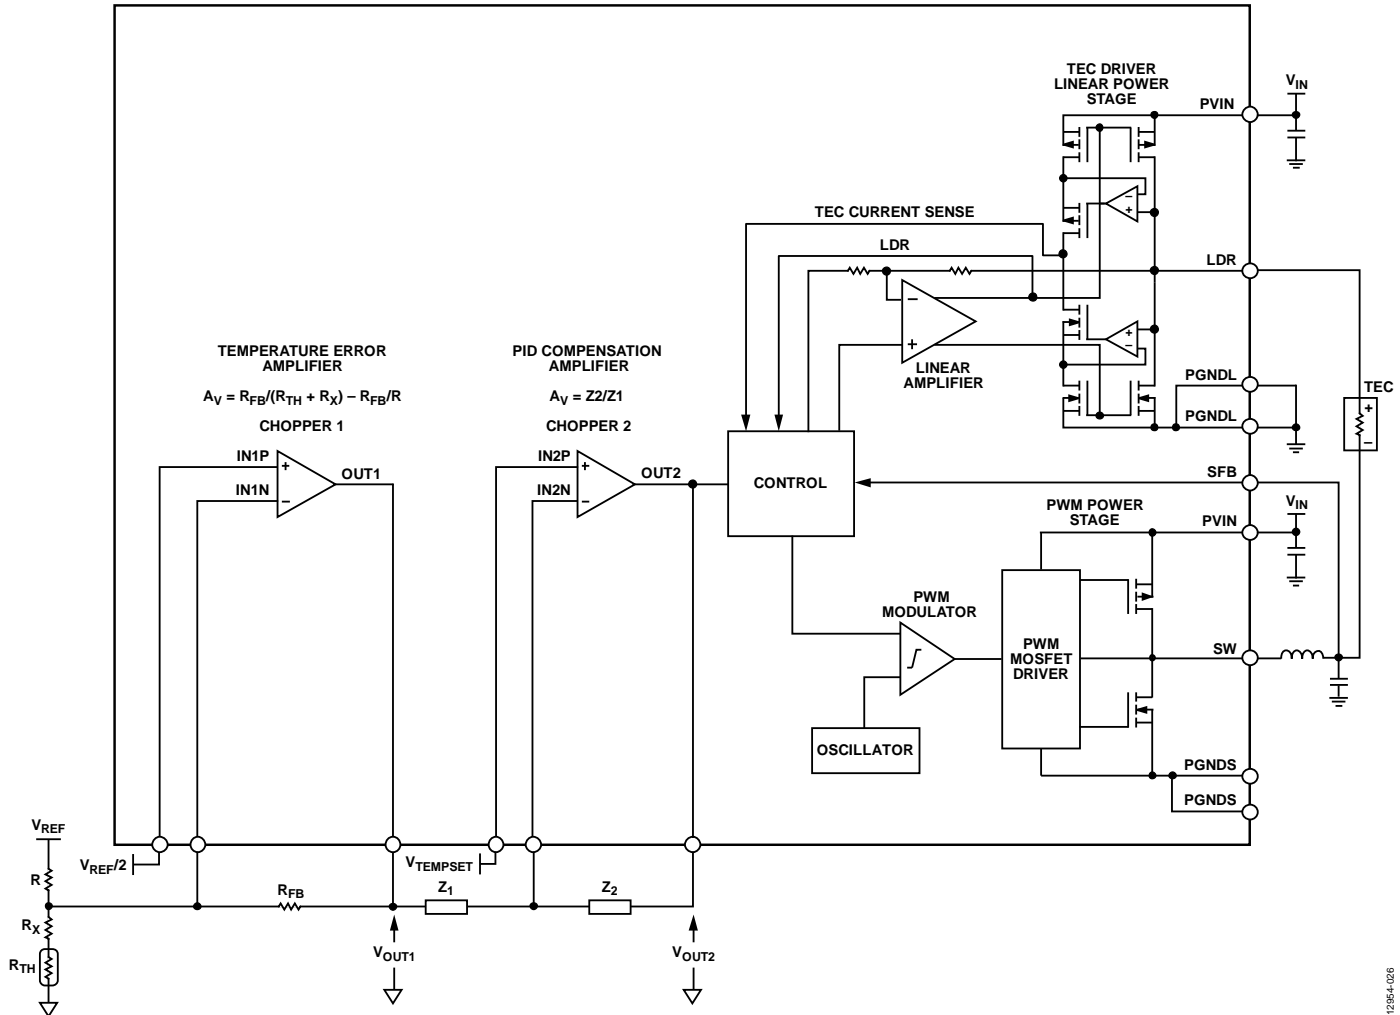 TEC DRIVER
LINEAR POWER
STAGE
VIN
PVIN
TEC CURRENT SENSE
LDR
LDR
−
+
+
−
−
+
LINEAR
AMPLIFIER
PGNDL
PGNDL
TEC
+
−
TEMPERATURE ERROR
AMPLIFIER
AV = RFB/(RTH + RX) – RFB/R
CHOPPER 1
PID COMPENSATION
AMPLIFIER
AV = Z2/Z1
CHOPPER 2
IN1P
IN1N
+
−
OUT1
IN2P
IN2N
+
−
OUT2
CONTROL
SFB
PWM POWER
STAGE
VIN
PVIN
PWM
MODULATOR
PWM
MOSFET
DRIVER
SW
OSCILLATOR
PGNDS
PGNDS
VREF
VREF/2
VTEMPSET
R
RFB
Z1
Z2
RX
RTH
VOUT1
VOUT2
12954-026